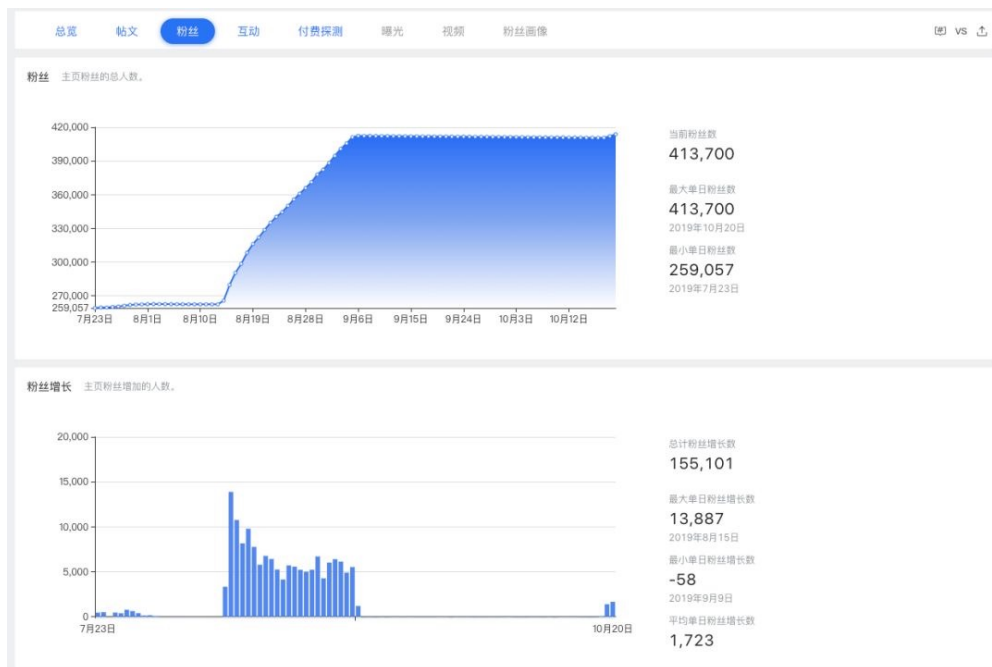 总览 帖文 粉丝 互动 付费探测 曝光 视频 粉丝画像 VS
粉丝 主页粉丝的总人数。
420,000
390,000
360,000
330,000
300,000
270,000
259,057
7月23日 8月1日 8月10日 8月19日 8月28日 9月6日 9月15日 9月24日 10月3日 10月12日
当前粉丝数
413,700
最大单日粉丝数
413,700
2019年10月20日
最小单日粉丝数
259,057
2019年7月23日
粉丝增长 主页粉丝增加的人数。
20,000
15,000
10,000
5,000
0
7月23日 10月20日
总计粉丝增长数
155,101
最大单日粉丝增长数
13,887
2019年8月15日
最小单日粉丝增长数
-58
2019年9月9日
平均单日粉丝增长数
1,723